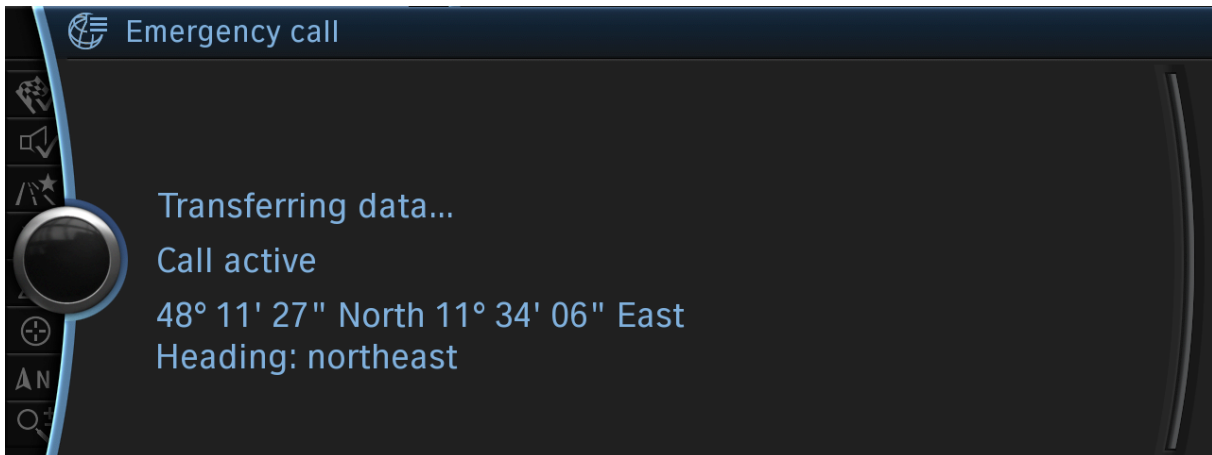 Emergency call
Transferring data...
Call active
48° 11' 27" North 11° 34' 06" East
Heading: northeast
N